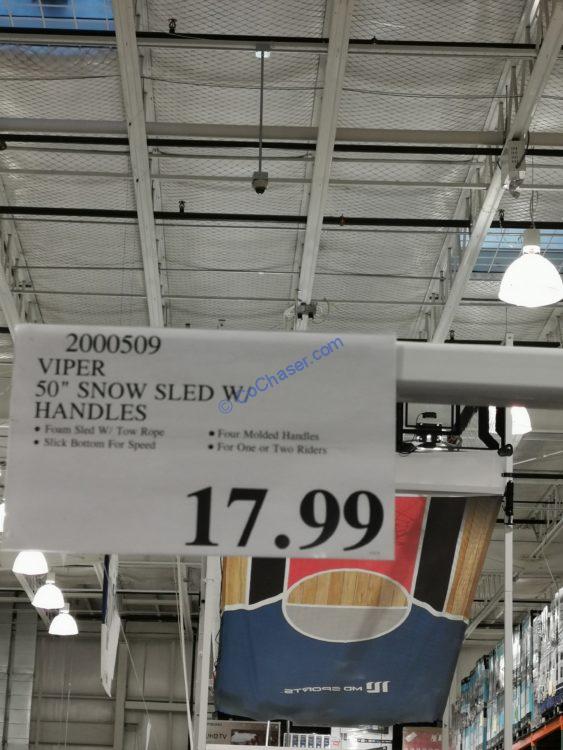 2000509
VIPER
50" SNOW SLED W/
HANDLES
• Foam Sled W/ Tow Rope • Four Molded Handles
• Slick Bottom For Speed • For One or Two Riders
17.99
© CoChaser.com
MD SPORTS